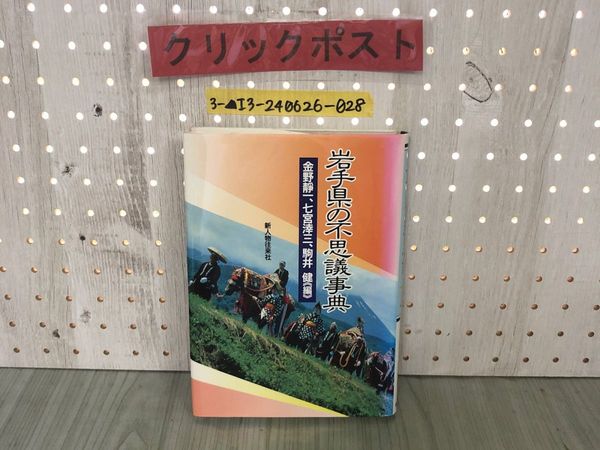 クリックポスト
3-▲I3-240626-028
岩手県の不思議事典
金野靜一、七宮涬三、駒井 健《編》
新人物往来社